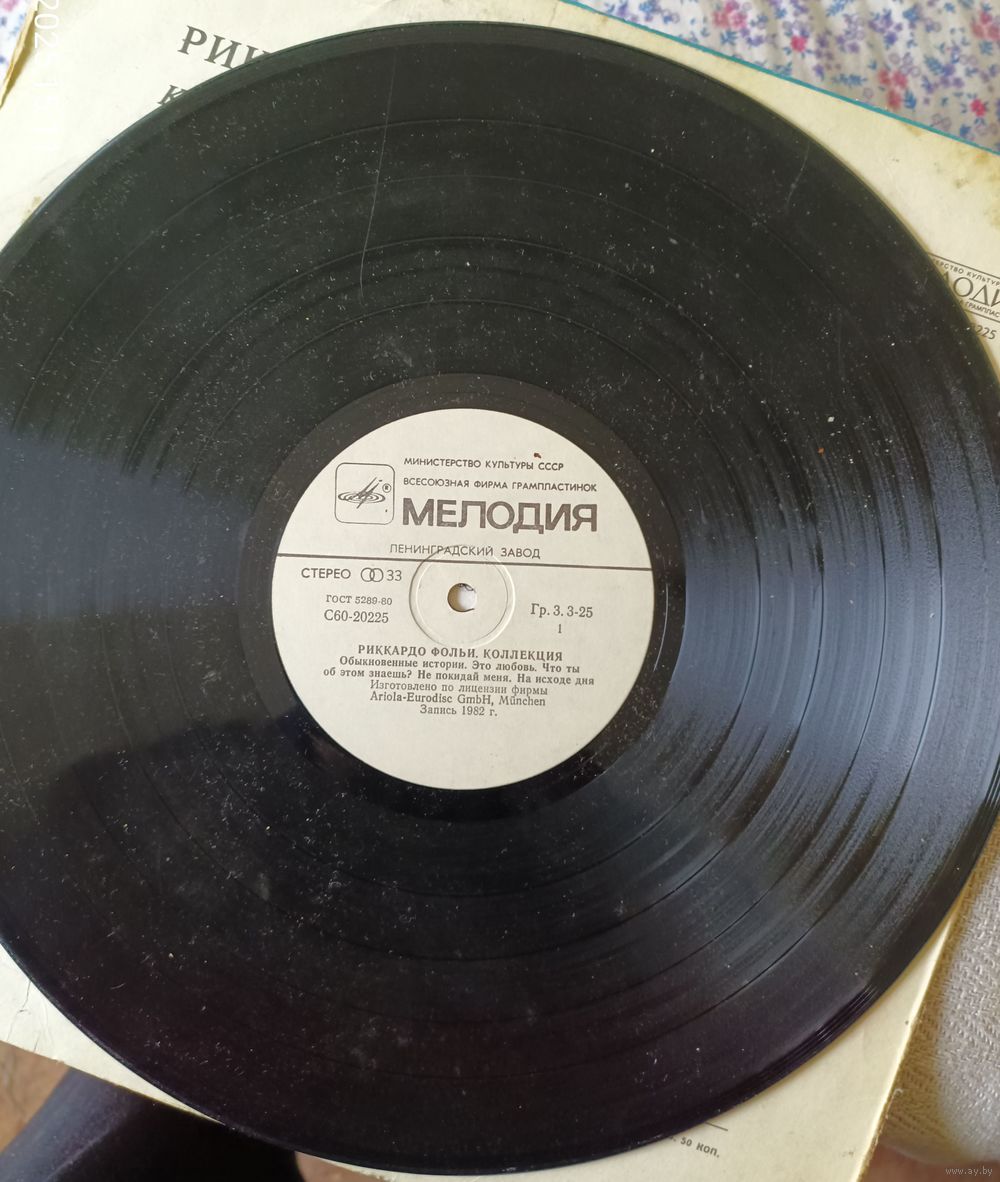 МИНИСТЕРСТВО КУЛЬТУРЫ СССР
ВСЕСОЮЗНАЯ ФИРМА ГРАМПЛАСТИНОК
®
МЕЛОДИЯ
ЛЕНИНГРАДСКИЙ ЗАВОД
СТЕРЕО 33
ГОСТ 5289-80
С60-20225
Гр. 3. 3-25
1
РИККАРДО ФОЛЬИ. КОЛЛЕКЦИЯ
Обыкновенные истории. Это любовь. Что ты
об этом знаешь? Не покидай меня. На исходе дня
Изготовлено по лицензии фирмы
Ariola-Eurodisc GmbH, München
Запись 1982 г.
50 коп.
www.ay.by